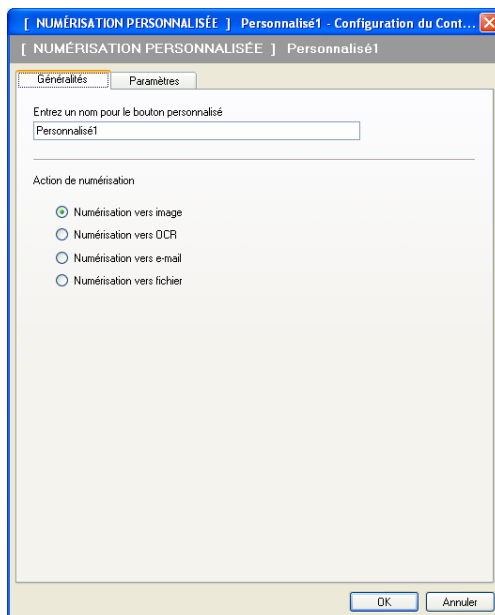 [ NUMÉRISATION PERSONNALISÉE ] Personnalisé1 - Configuration du Cont...
[ NUMÉRISATION PERSONNALISÉE ] Personnalisé1
Généralités Paramètres
Entrez un nom pour le bouton personnalisé
Personnalisé1
Action de numérisation
Numérisation vers image
Numérisation vers OCR
Numérisation vers e-mail
Numérisation vers fichier
OK Annuler